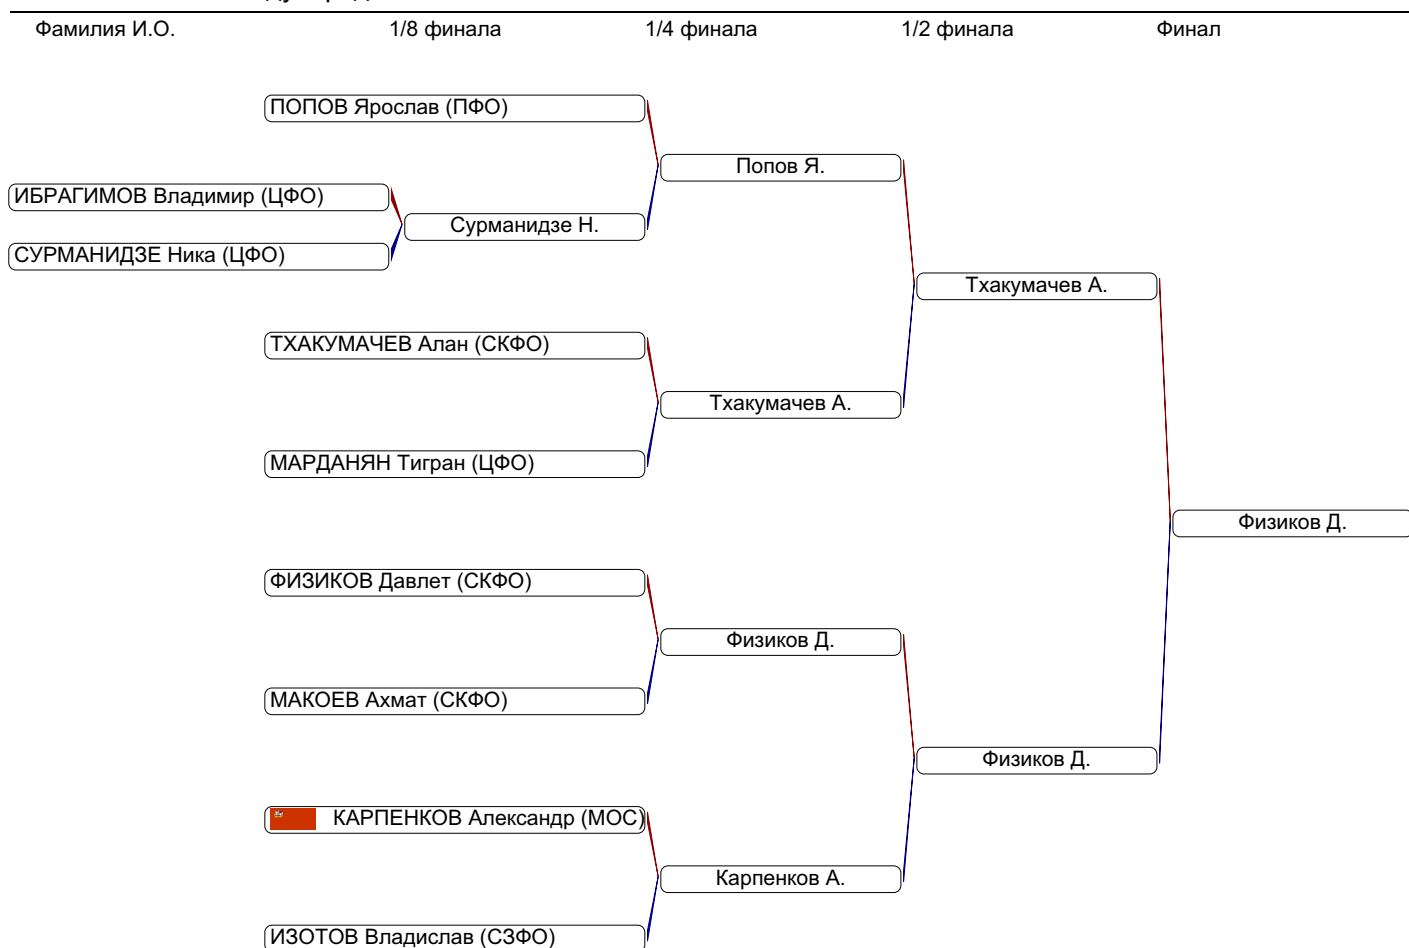 Фамилия И.О. 1/8 финала 1/4 финала 1/2 финала Финал
ПОПОВ Ярослав (ПФО)
Попов Я.
ИБРАГИМОВ Владимир (ЦФО)
Сурманидзе Н.
СУРМАНИДЗЕ Ника (ЦФО)
Тхакумачев А.
ТХАКУМАЧЕВ Алан (СКФО)
Тхакумачев А.
МАРДАНЯН Тигран (ЦФО)
Физиков Д.
ФИЗИКОВ Давлет (СКФО)
Физиков Д.
МАКОЕВ Ахмат (СКФО)
Физиков Д.
КАРПЕНКОВ Александр (МОС)
Карпенков А.
ИЗОТОВ Владислав (СЗФО)